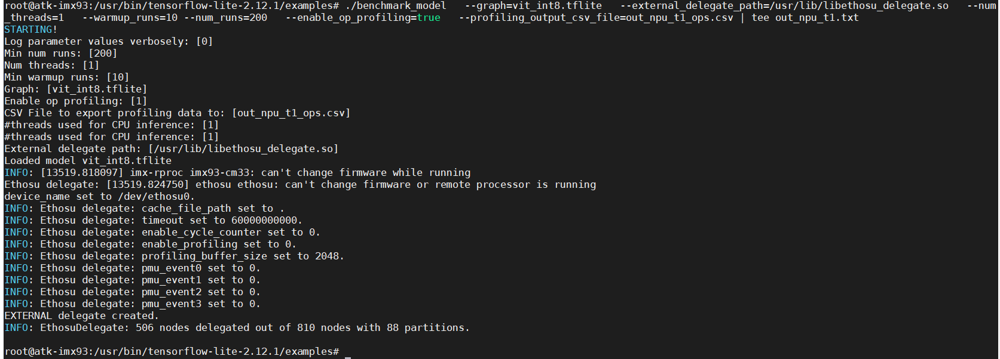 root@atk-imx93:/usr/bin/tensorflow-lite-2.12.1/examples# ./benchmark_model   --graph=vit_int8.tflite   --external_delegate_path=/usr/lib/libethosu_delegate.so   --num
_threads=1   --warmup_runs=10 --num_runs=200   --enable_op_profiling=true   --profiling_output_csv_file=out_npu_t1_ops.csv | tee out_npu_t1.txt
STARTING!
Log parameter values verbosely: [0]
Min num runs: [200]
Num threads: [1]
Min warmup runs: [10]
Graph: [vit_int8.tflite]
Enable op profiling: [1]
CSV File to export profiling data to: [out_npu_t1_ops.csv]
#threads used for CPU inference: [1]
#threads used for CPU inference: [1]
External delegate path: [/usr/lib/libethosu_delegate.so]
Loaded model vit_int8.tflite
INFO: [13519.818097] imx-rproc imx93-cm33: can't change firmware while running
Ethosu delegate: [13519.824750] ethosu ethosu: can't change firmware or remote processor is running
device_name set to /dev/ethosu0.
INFO: Ethosu delegate: cache_file_path set to .
INFO: Ethosu delegate: timeout set to 60000000000.
INFO: Ethosu delegate: enable_cycle_counter set to 0.
INFO: Ethosu delegate: enable_profiling set to 0.
INFO: Ethosu delegate: profiling_buffer_size set to 2048.
INFO: Ethosu delegate: pmu_event0 set to 0.
INFO: Ethosu delegate: pmu_event1 set to 0.
INFO: Ethosu delegate: pmu_event2 set to 0.
INFO: Ethosu delegate: pmu_event3 set to 0.
EXTERNAL delegate created.
INFO: EthosuDelegate: 506 nodes delegated out of 810 nodes with 88 partitions.
root@atk-imx93:/usr/bin/tensorflow-lite-2.12.1/examples#